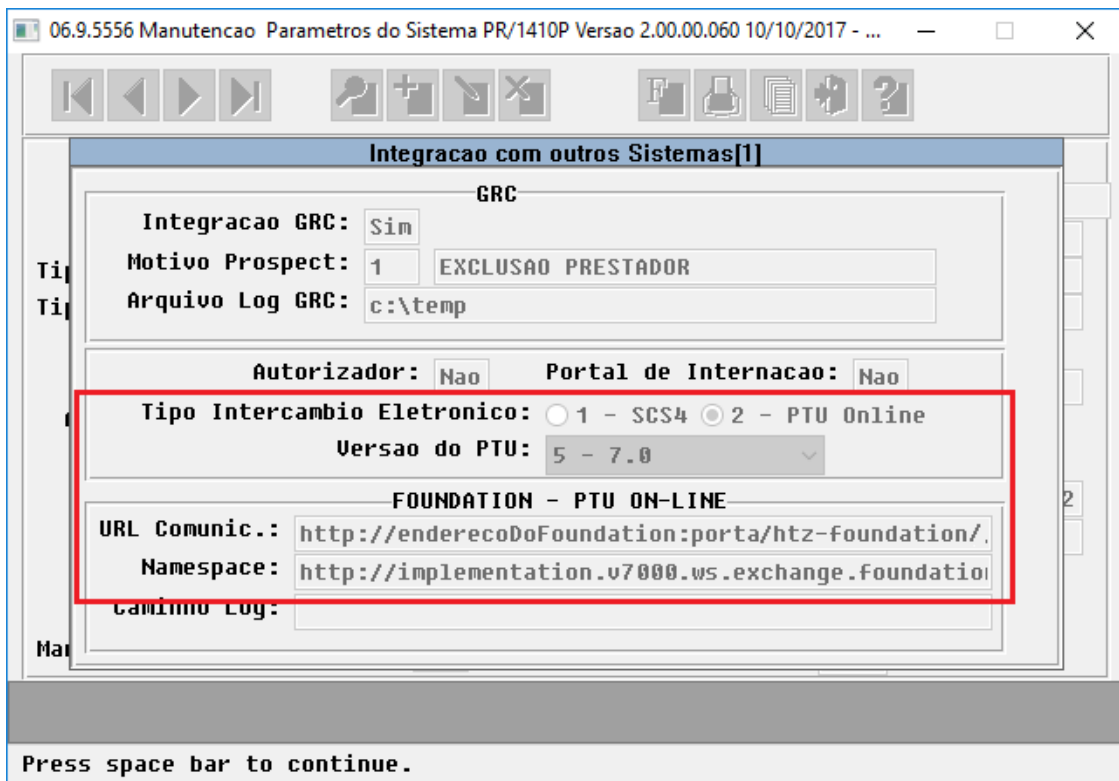 06.9.5556 Manutencao Parametros do Sistema PR/1410P Versao 2.00.00.060 10/10/2017 - ...
Integracao com outros Sistemas[1]
GRC
Integracao GRC: Sim
Motivo Prospect: 1 EXCLUSAO PRESTADOR
Tip
Arquivo Log GRC: c:\temp
Tip
Autorizador: Nao Portal de Internacao: Nao
Tipo Intercambio Eletronico: 1 - SCS4 2 - PTU Online
Versao do PTU: 5 - 7.0
FOUNDATION - PTU ON-LINE
2
URL Comunic.: http://enderecoDoFoundation:porta/htz-foundation/
Namespace: http://implementation.v7000.ws.exchange.foundation
Caminho Log:
Man
Press space bar to continue.